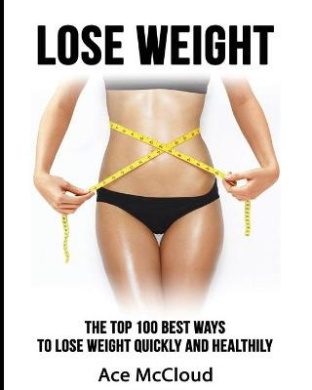 LOSE WEIGHT
THE TOP 100 BEST WAYS
TO LOSE WEIGHT QUICKLY AND HEALTHILY
Ace McCloud